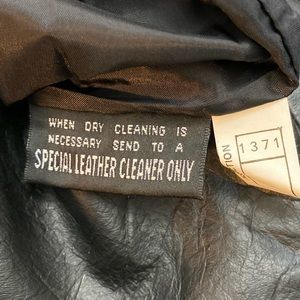 WHEN DRY CLEANING IS
NECESSARY SEND TO A
SPECIAL LEATHER CLEANER ONLY
1371